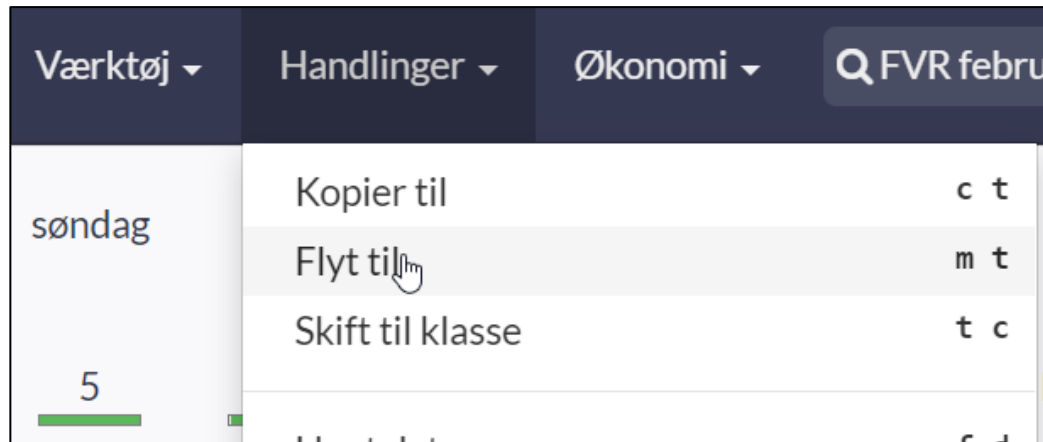 Værktøj Handlinger Økonomi FVR febru
Kopier til c t
søndag
Flyt til m t
Skift til klasse t c
5